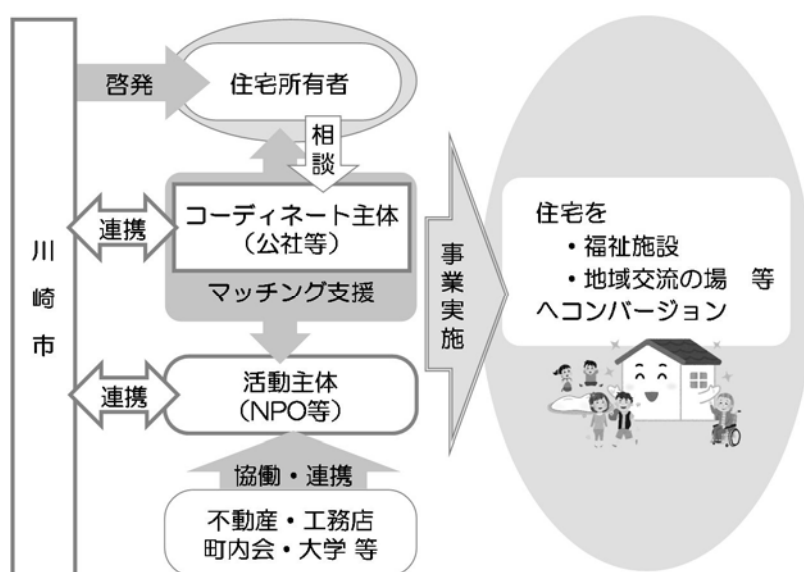 川崎市
啓発
住宅所有者
相談
連携
コーディネート主体
（公社等）
マッチング支援
連携
活動主体
（NPO等）
協働・連携
不動産・工務店
町内会・大学 等
事業実施
住宅を
・福祉施設
・地域交流の場　等
へコンバージョン